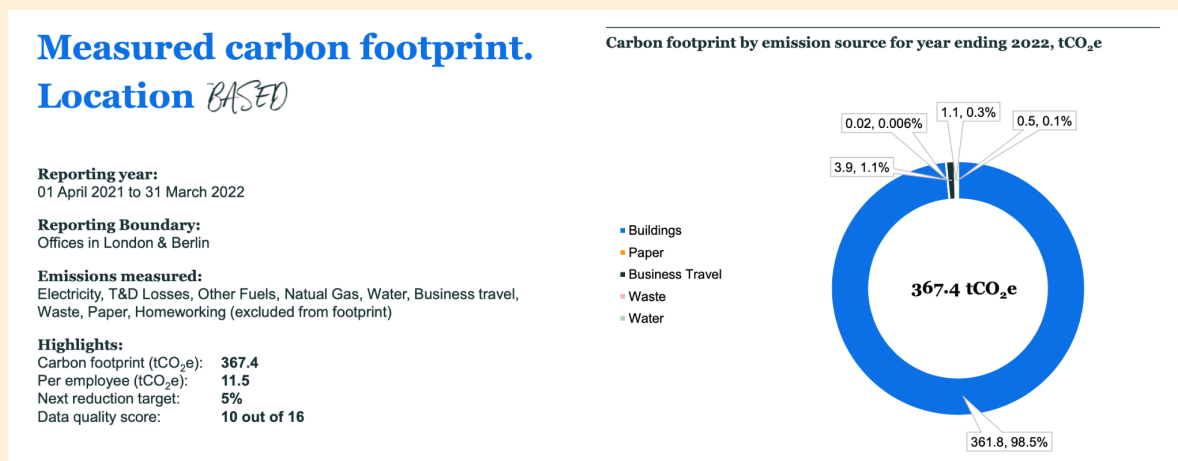 Measured carbon footprint.
Location BASED
Reporting year:
01 April 2021 to 31 March 2022
Reporting Boundary:
Offices in London & Berlin
Emissions measured:
Electricity, T&D Losses, Other Fuels, Natual Gas, Water, Business travel,
Waste, Paper, Homeworking (excluded from footprint)
Highlights:
Carbon footprint (tCO₂e): 367.4
Per employee (tCO₂e): 11.5
Next reduction target: 5%
Data quality score: 10 out of 16
Carbon footprint by emission source for year ending 2022, tCO₂e
0.02, 0.006%
1.1, 0.3%
0.5, 0.1%
3.9, 1.1%
Buildings
Paper
Business Travel
Waste
Water
367.4 tCO₂e
361.8, 98.5%